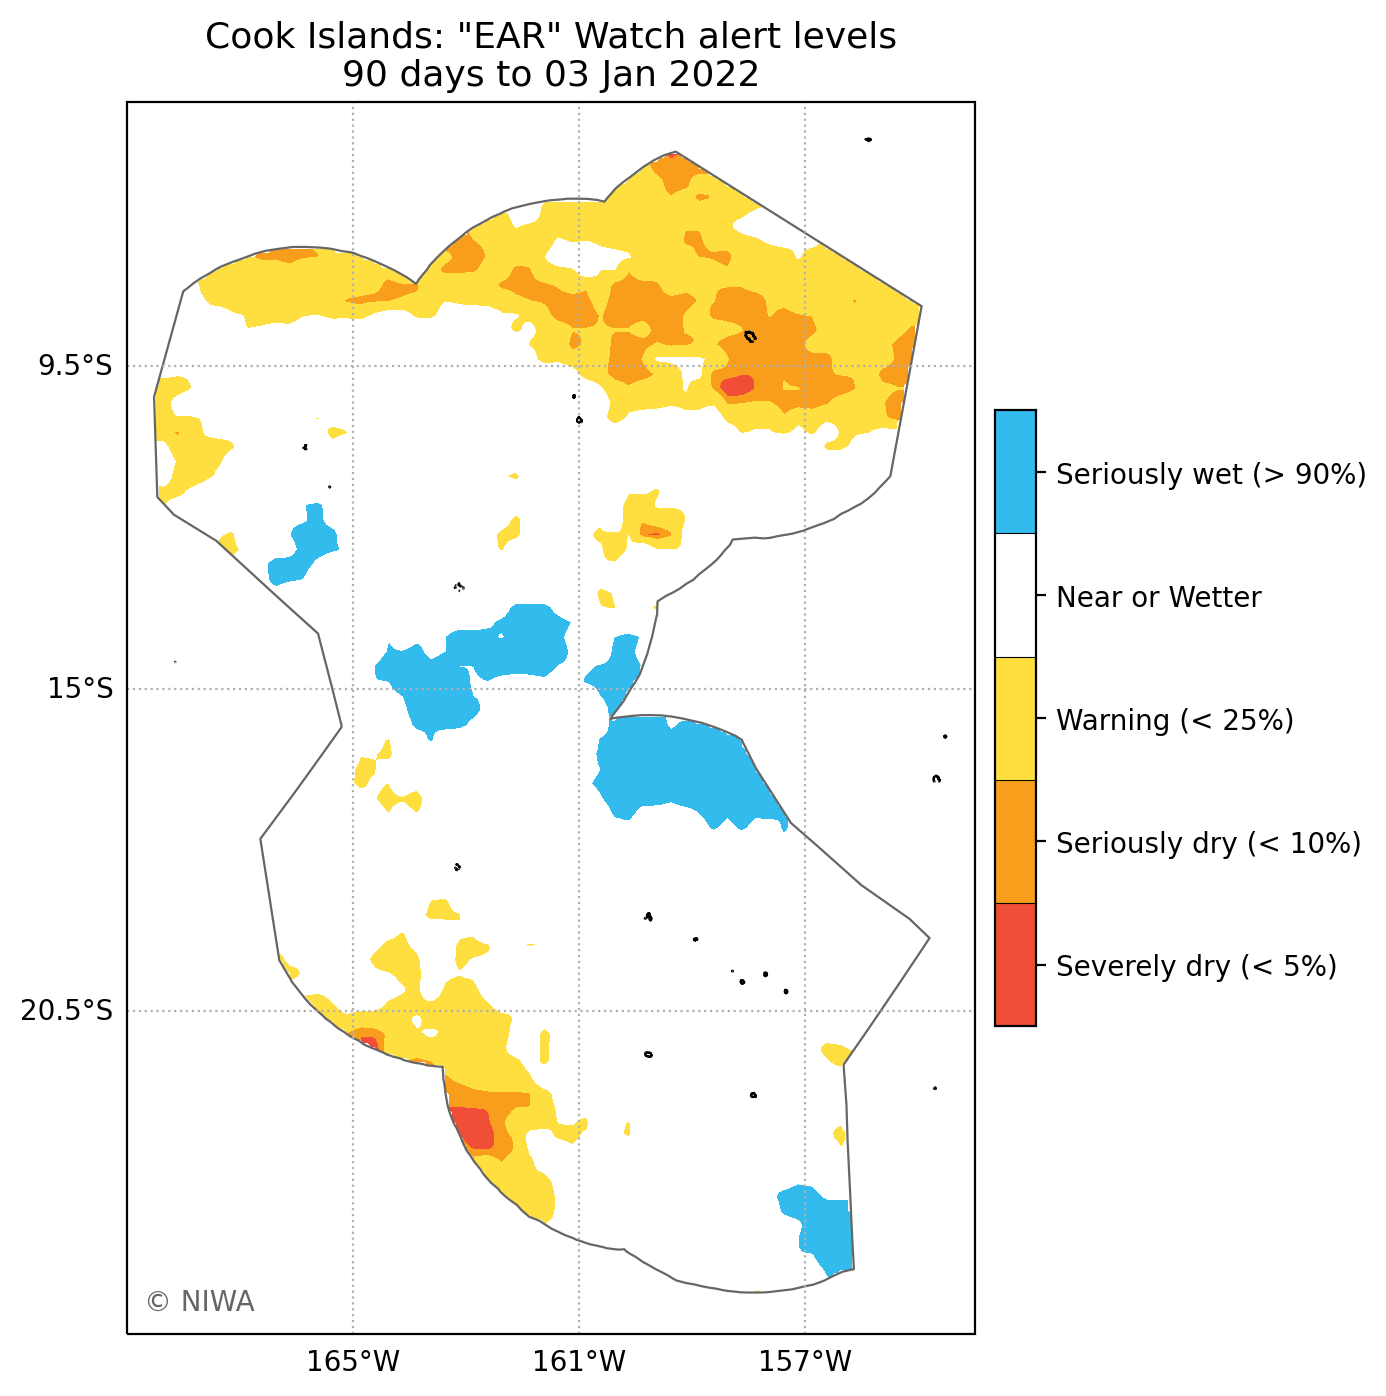 Cook Islands: "EAR" Watch alert levels
90 days to 03 Jan 2022
9.5°S
15°S
20.5°S
165°W
161°W
157°W
Seriously wet (> 90%)
Near or Wetter
Warning (< 25%)
Seriously dry (< 10%)
Severely dry (< 5%)
© NIWA